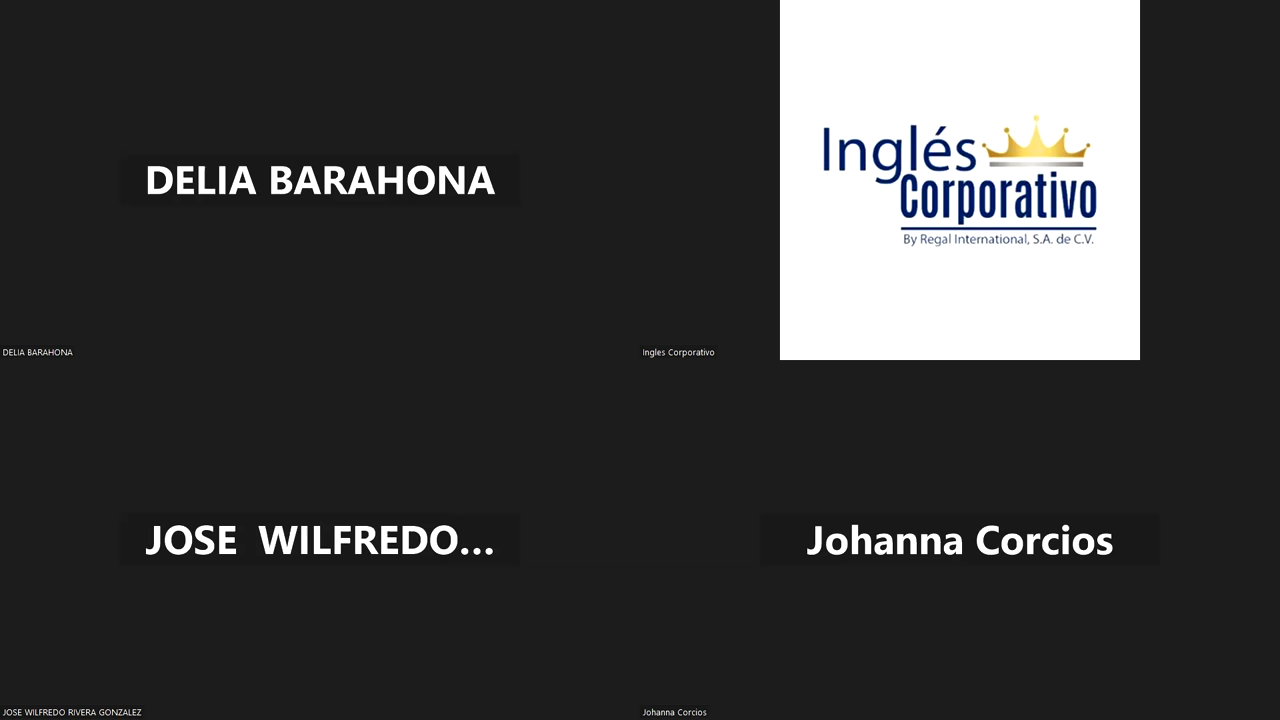 DELIA BARAHONA
DELIA BARAHONA
Inglés
Corporativo
By Regal International, S.A. de C.V.
Ingles Corporativo
JOSE WILFREDO...
JOSE WILFREDO RIVERA GONZALEZ
Johanna Corcios
Johanna Corcios